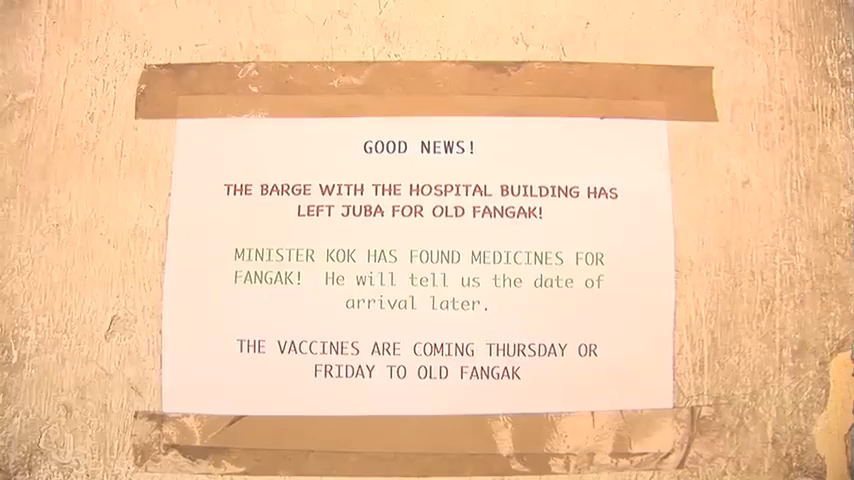 GOOD NEWS!
THE BARGE WITH THE HOSPITAL BUILDING HAS
LEFT JUBA FOR OLD FANGAK!
MINISTER KOK HAS FOUND MEDICINES FOR
FANGAK! He will tell us the date of
arrival later.
THE VACCINES ARE COMING THURSDAY OR
FRIDAY TO OLD FANGAK